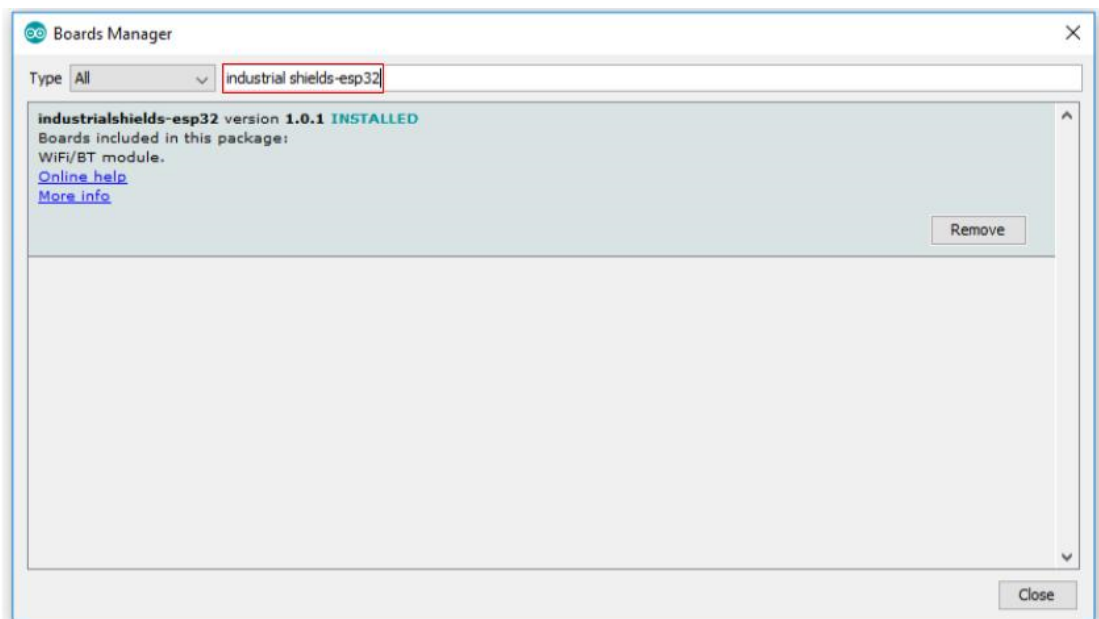 Boards Manager
Type All industrial shields-esp32
industrialshields-esp32 version 1.0.1 INSTALLED
Boards included in this package:
WiFi/BT module.
Online help
More info
Remove
Close